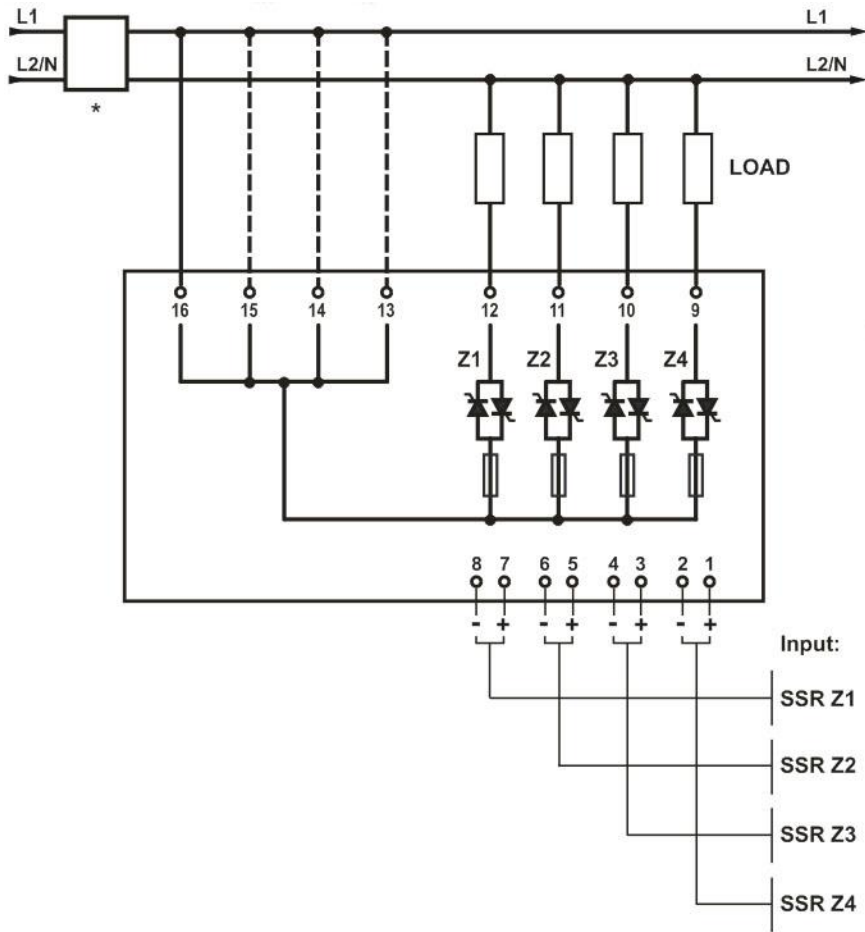 L1 L1
L2/N L2/N
*
LOAD
16 15 14 13 12 11 10 9
Z1 Z2 Z3 Z4
8 7 6 5 4 3 2 1
- + - + - + - +
Input:
SSR Z1
SSR Z2
SSR Z3
SSR Z4